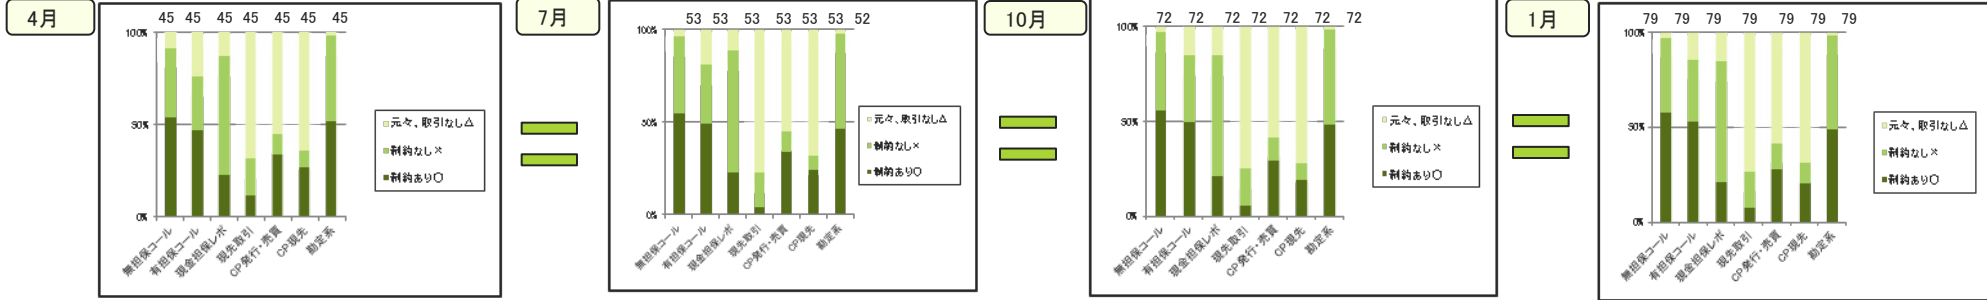 4月
45 45 45 45 45 45 45
100%
50%
0%
無担保コール
有担保コール
現金担保レポ
現先取引
CP発行・売買
CP現先
勘定系
元々、取引なし△
制約なし×
制約あり○
7月
53 53 53 53 53 52
100%
50%
0%
無担保コール
有担保コール
現金担保レポ
現先取引
CP発行・売買
CP現先
勘定系
元々、取引なし△
制約なし×
制約あり○
10月
72 72 72 72 72 72 72
100%
50%
0%
無担保コール
有担保コール
現金担保レポ
現先取引
CP発行・売買
CP現先
勘定系
元々、取引なし△
制約なし×
制約あり○
1月
79 79 79 79 79 79 79
100%
50%
0%
無担保コール
有担保コール
現金担保レポ
現先取引
CP発行・売買
CP現先
勘定系
元々、取引なし△
制約なし×
制約あり○